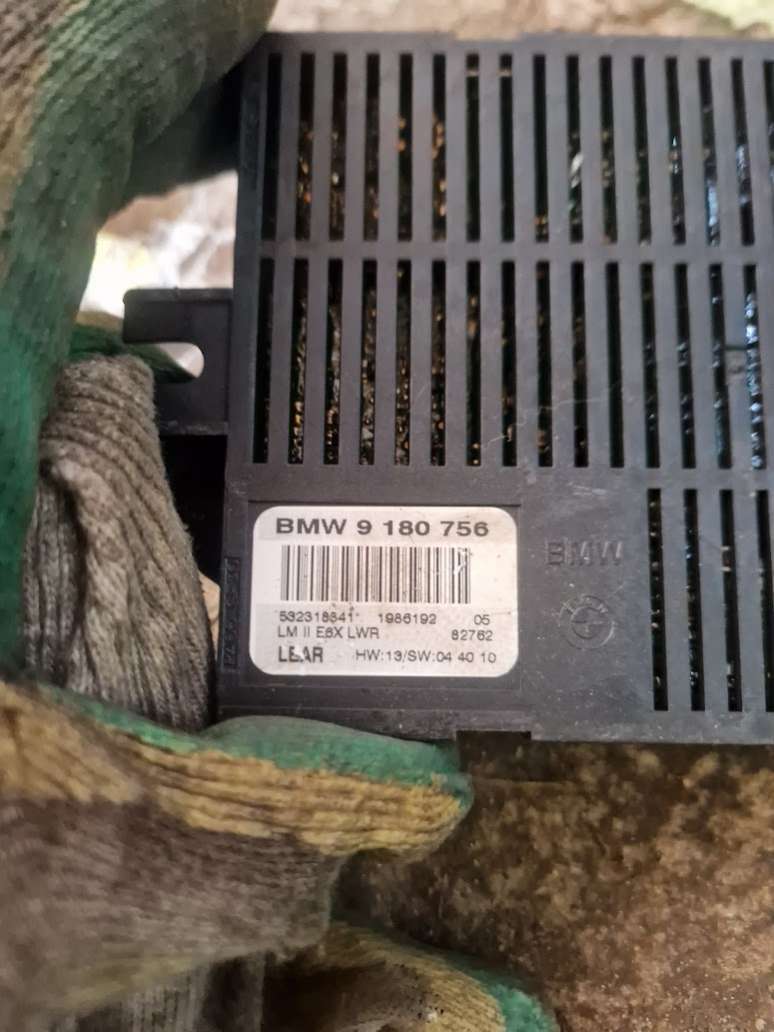 BMW 9 180 756
BMW
532318341 1986192 05
LM II E6X LWR 82762
LEAR HW:13/SW:04 40 10